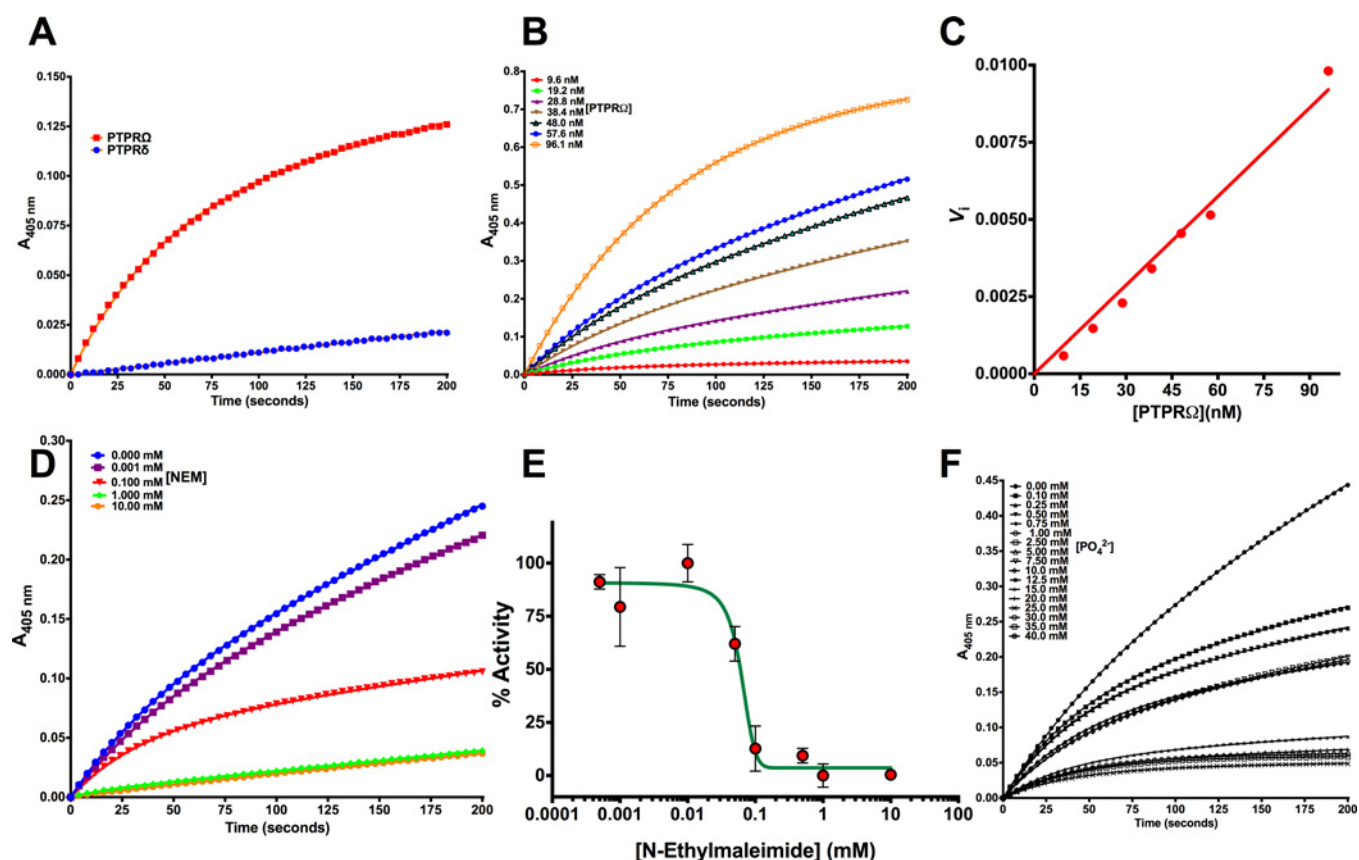 A
0.150
0.125
0.100
0.075
0.050
0.025
0.000
A405 nm
PTPRΩ
PTPRδ
0 25 50 75 100 125 150 175 200
Time (seconds)
B
0.8
0.7
0.6
0.5
0.4
0.3
0.2
0.1
0.0
A405 nm
9.6 nM
19.2 nM
28.8 nM
38.4 nM
48.0 nM
57.6 nM
96.1 nM
[PTPRΩ]
0 25 50 75 100 125 150 175 200
Time (seconds)
C
0.0100
0.0075
0.0050
0.0025
0.0000
Vi
0 15 30 45 60 75 90
[PTPRΩ](nM)
D
0.30
0.25
0.20
0.15
0.10
0.05
0.00
A405 nm
0.000 mM
0.001 mM
0.100 mM
1.000 mM
10.00 mM
[NEM]
0 25 50 75 100 125 150 175 200
Time (seconds)
E
100
75
50
25
0
% Activity
0.0001 0.001 0.01 0.1 1 10 100
[N-Ethylmaleimide] (mM)
F
0.45
0.40
0.35
0.30
0.25
0.20
0.15
0.10
0.05
0.00
A405 nm
0.00 mM
0.10 mM
0.25 mM
0.50 mM
0.75 mM
1.00 mM
2.50 mM
5.00 mM
7.50 mM
10.0 mM
12.5 mM
15.0 mM
20.0 mM
25.0 mM
30.0 mM
35.0 mM
40.0 mM
[PO4²⁻]
0 25 50 75 100 125 150 175 200
Time (seconds)